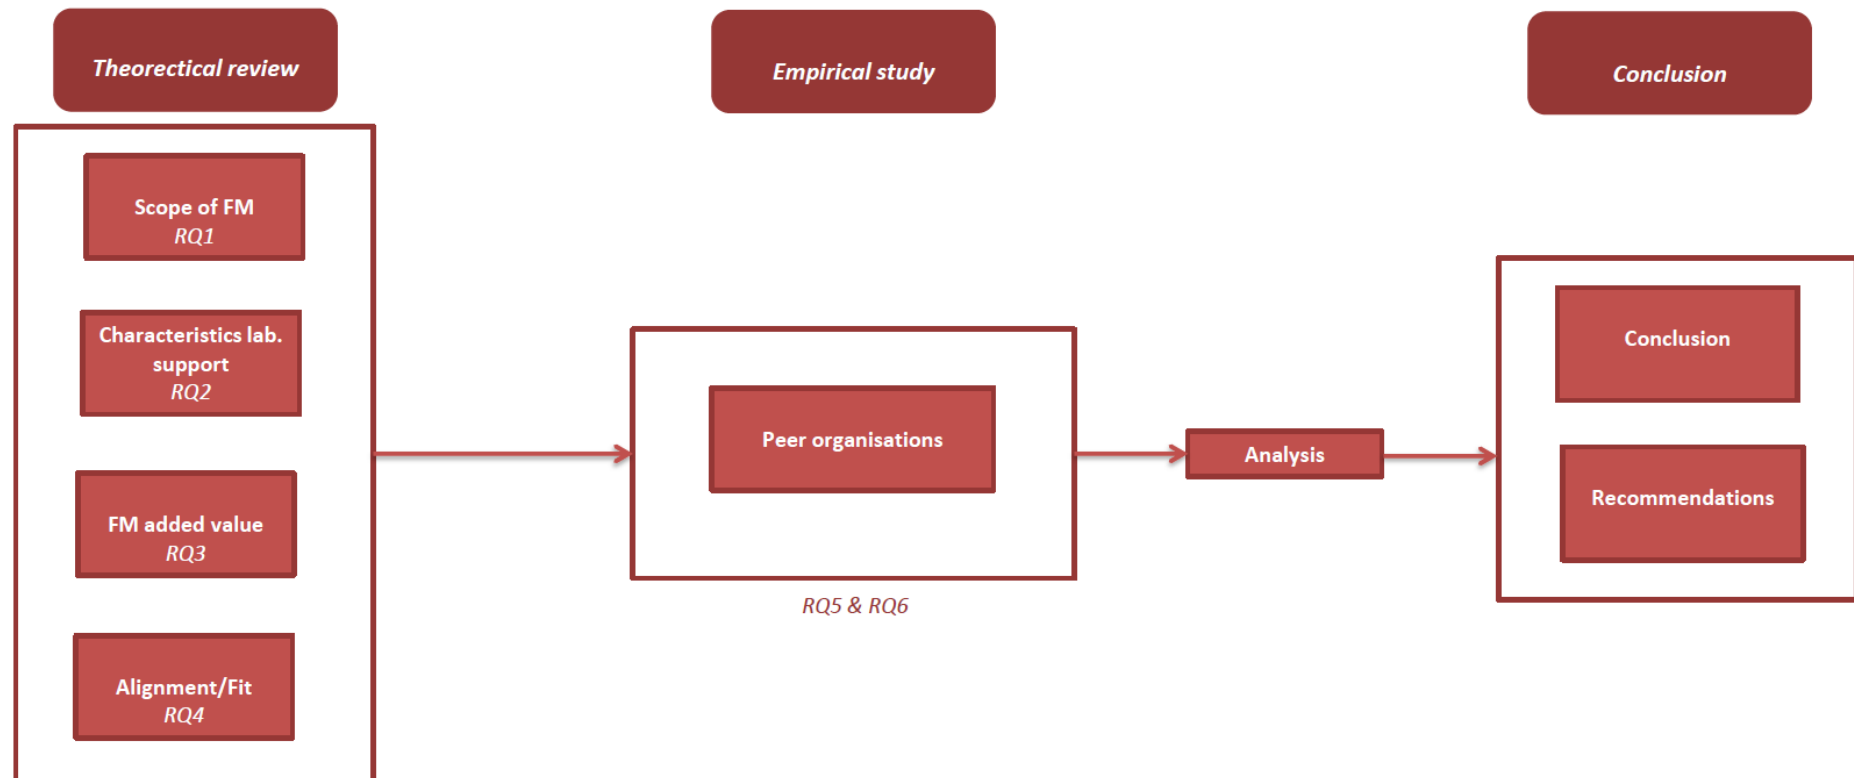 Theorectical review
Empirical study
Conclusion
Scope of FM
RQ1
Characteristics lab.
support
RQ2
FM added value
RQ3
Alignment/Fit
RQ4
Peer organisations
RQ5 & RQ6
Analysis
Conclusion
Recommendations